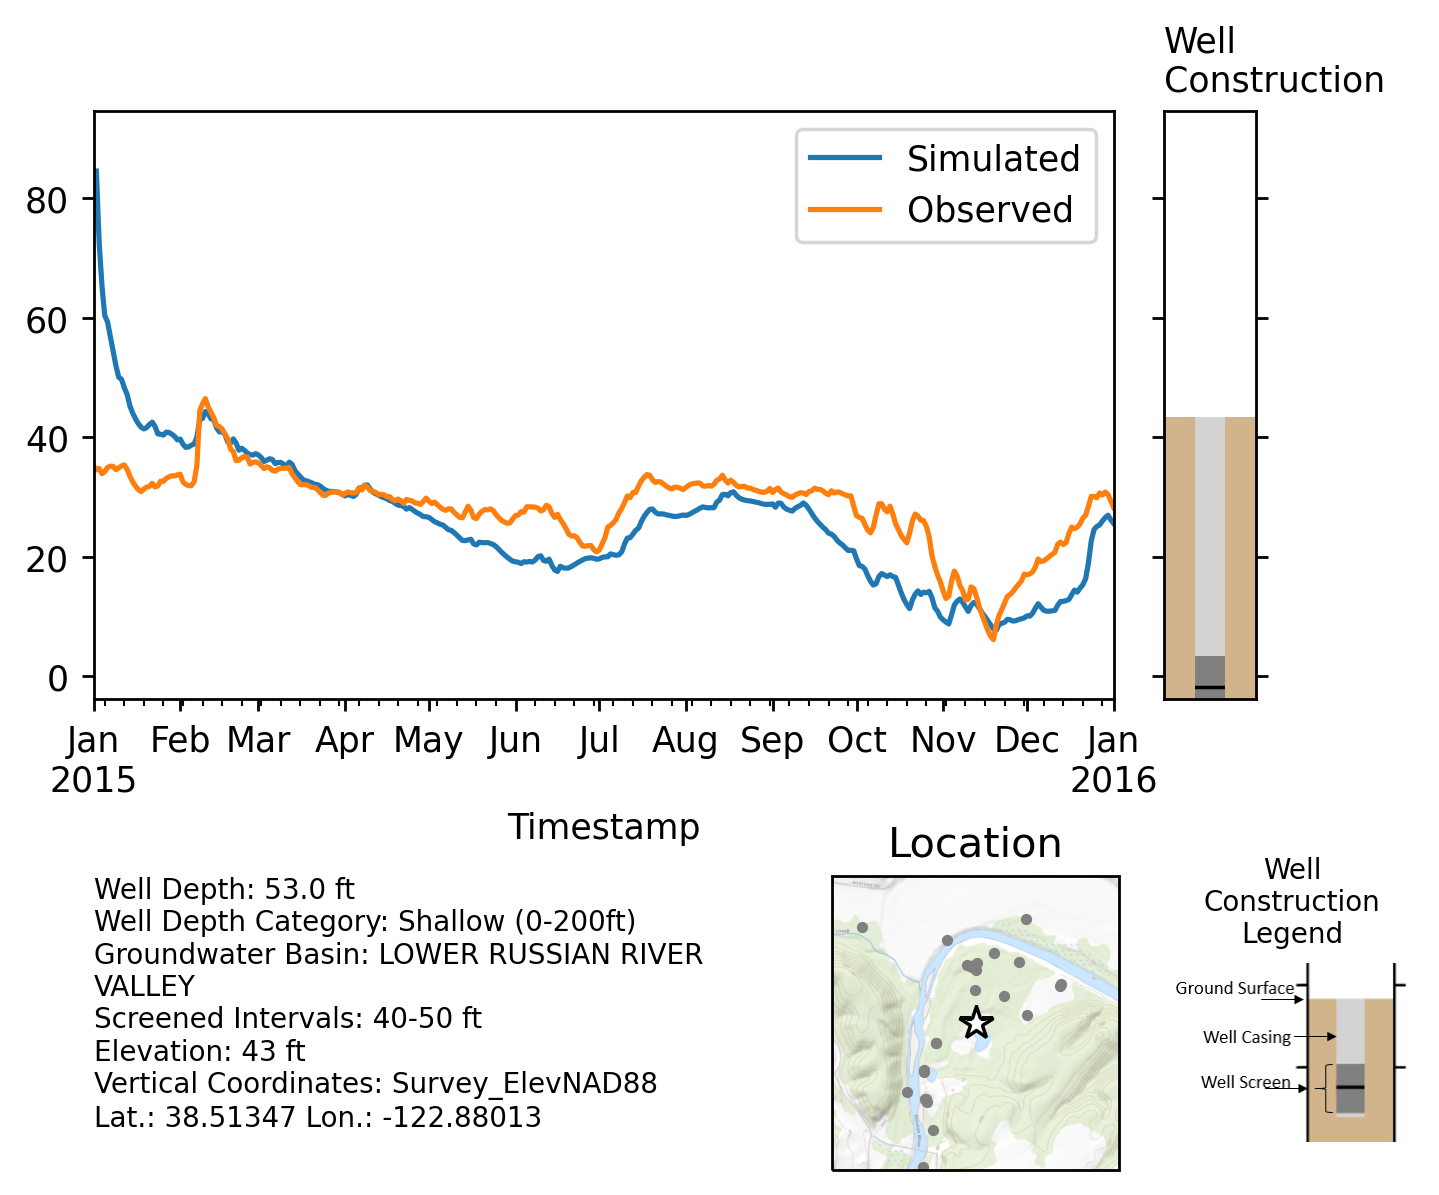 Well
Construction
Simulated
Observed
80
60
40
20
0
Jan Feb Mar Apr May Jun Jul Aug Sep Oct Nov Dec Jan
2015 2016
Timestamp
Location
Well
Construction
Legend
Well Depth: 53.0 ft
Well Depth Category: Shallow (0-200ft)
Groundwater Basin: LOWER RUSSIAN RIVER
VALLEY
Screened Intervals: 40-50 ft
Elevation: 43 ft
Vertical Coordinates: Survey_ElevNAD88
Lat.: 38.51347 Lon.: -122.88013
Ground Surface
Well Casing
Well Screen